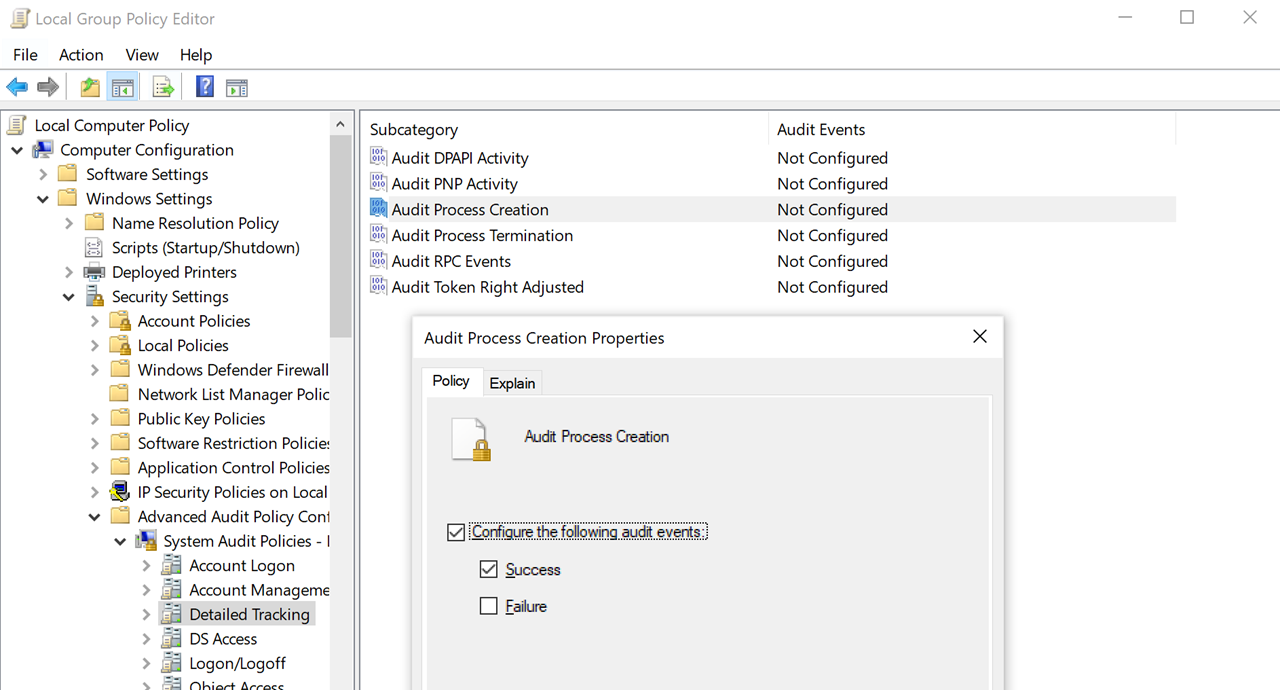 Local Group Policy Editor
File Action View Help
Local Computer Policy
Computer Configuration
Software Settings
Windows Settings
Name Resolution Policy
Scripts (Startup/Shutdown)
Deployed Printers
Security Settings
Account Policies
Local Policies
Windows Defender Firewall
Network List Manager Polic
Public Key Policies
Software Restriction Policies
Application Control Policies
IP Security Policies on Local
Advanced Audit Policy Conf
System Audit Policies - l
Account Logon
Account Manageme
Detailed Tracking
DS Access
Logon/Logoff
Object Access
Subcategory Audit Events
Audit DPAPI Activity Not Configured
Audit PNP Activity Not Configured
Audit Process Creation Not Configured
Audit Process Termination Not Configured
Audit RPC Events Not Configured
Audit Token Right Adjusted Not Configured
Audit Process Creation Properties
Policy Explain
Audit Process Creation
Configure the following audit events:
Success
Failure